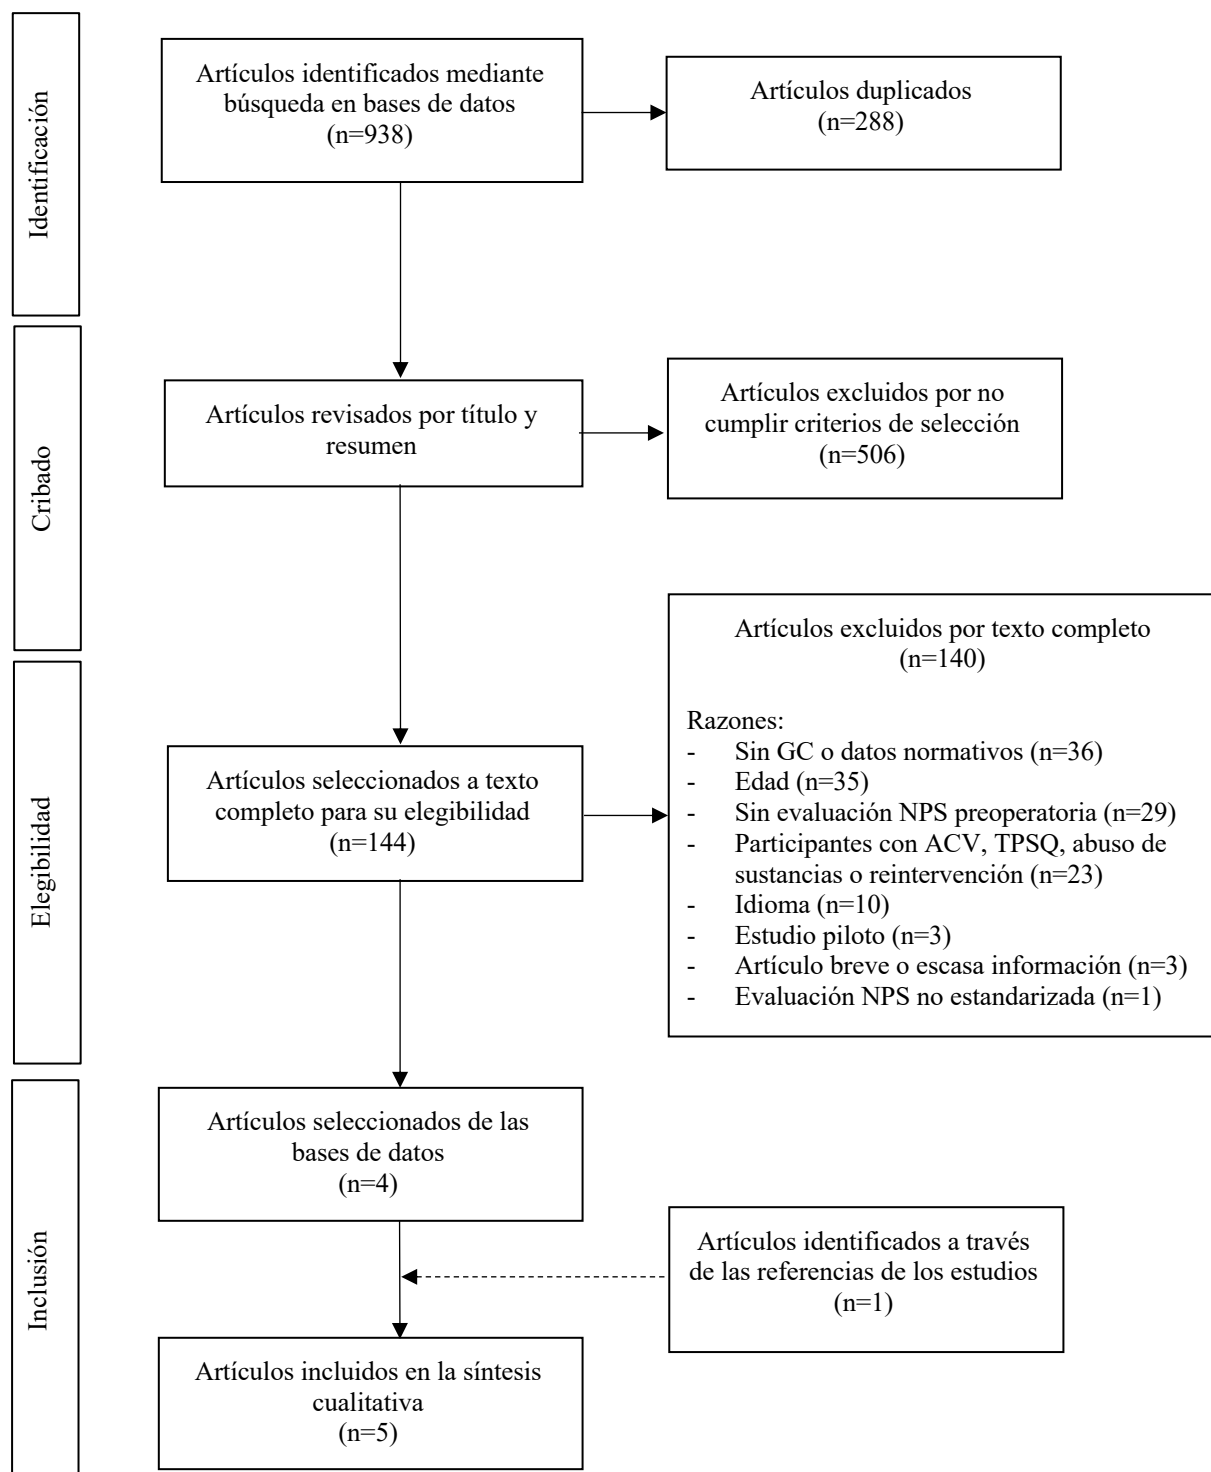 Identificación
Artículos identificados mediante
búsqueda en bases de datos
(n=938)
Artículos duplicados
(n=288)
Cribado
Artículos revisados por título y
resumen
Artículos excluidos por no
cumplir criterios de selección
(n=506)
Elegibilidad
Artículos seleccionados a texto
completo para su elegibilidad
(n=144)
Artículos excluidos por texto completo
(n=140)
Razones:
- Sin GC o datos normativos (n=36)
- Edad (n=35)
- Sin evaluación NPS preoperatoria (n=29)
- Participantes con ACV, TPSQ, abuso de
sustancias o reintervención (n=23)
- Idioma (n=10)
- Estudio piloto (n=3)
- Artículo breve o escasa información (n=3)
- Evaluación NPS no estandarizada (n=1)
Inclusión
Artículos seleccionados de las
bases de datos
(n=4)
Artículos identificados a través
de las referencias de los estudios
(n=1)
Artículos incluidos en la síntesis
cualitativa
(n=5)